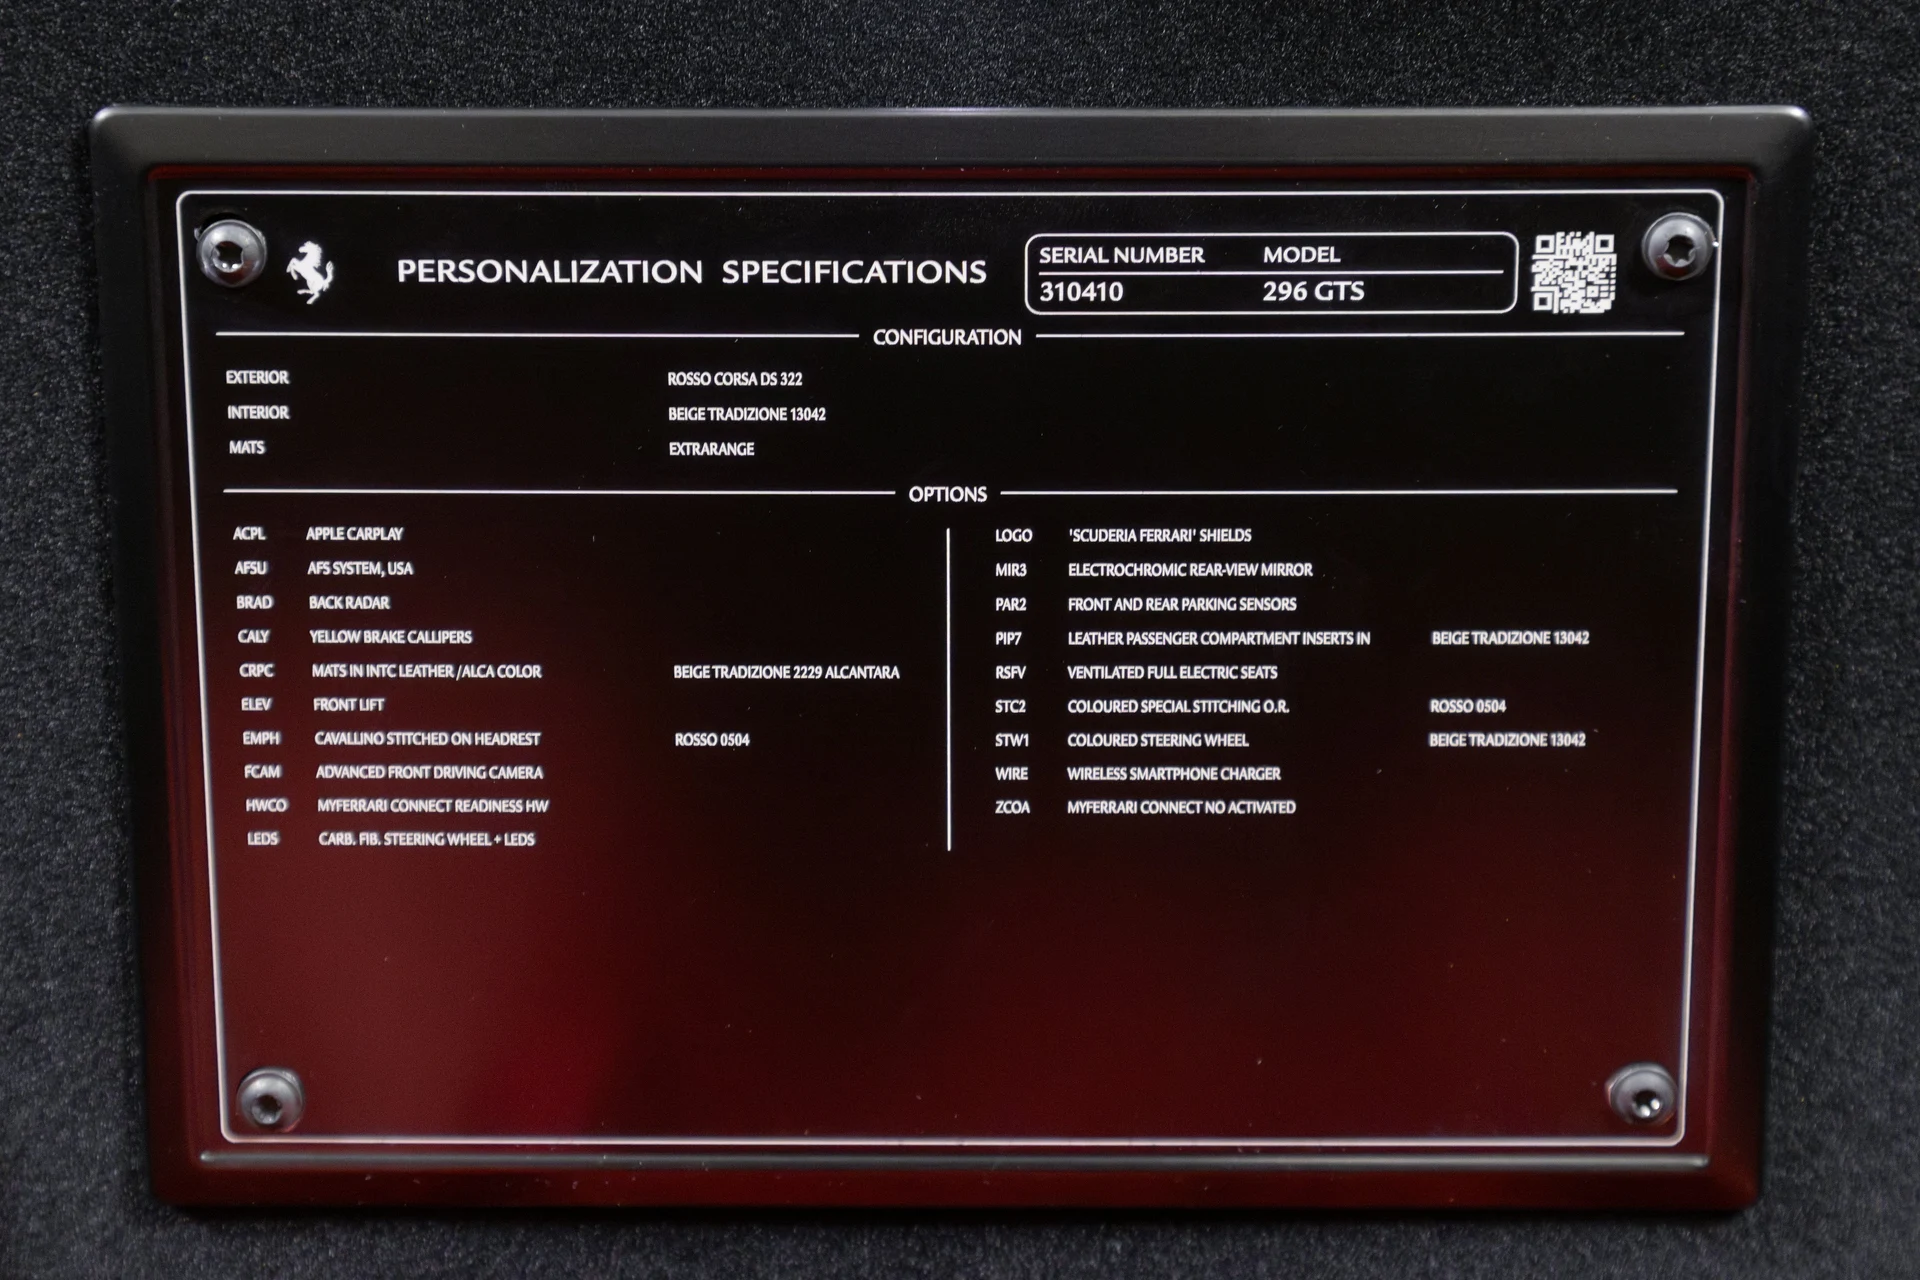 PERSONALIZATION SPECIFICATIONS
SERIAL NUMBER MODEL
310410 296 GTS
CONFIGURATION
EXTERIOR ROSSO CORSA DS 322
INTERIOR BEIGE TRADIZIONE 13042
MATS EXTRARANGE
OPTIONS
ACPL APPLE CARPLAY
AFSU AFS SYSTEM, USA
BRAD BACK RADAR
CALY YELLOW BRAKE CALLIPERS
CRPC MATS IN INTC LEATHER /ALCA COLOR BEIGE TRADIZIONE 2229 ALCANTARA
ELEV FRONT LIFT
EMPH CAVALLINO STITCHED ON HEADREST ROSSO 0504
FCAM ADVANCED FRONT DRIVING CAMERA
HWCO MYFERRARI CONNECT READINESS HW
LEDS CARB. FIB. STEERING WHEEL + LEDS
LOGO 'SCUDERIA FERRARI' SHIELDS
MIR3 ELECTROCHROMIC REAR-VIEW MIRROR
PAR2 FRONT AND REAR PARKING SENSORS
PIP7 LEATHER PASSENGER COMPARTMENT INSERTS IN BEIGE TRADIZIONE 13042
RSFV VENTILATED FULL ELECTRIC SEATS
STC2 COLOURED SPECIAL STITCHING O.R. ROSSO 0504
STW1 COLOURED STEERING WHEEL BEIGE TRADIZIONE 13042
WIRE WIRELESS SMARTPHONE CHARGER
ZCOA MYFERRARI CONNECT NO ACTIVATED